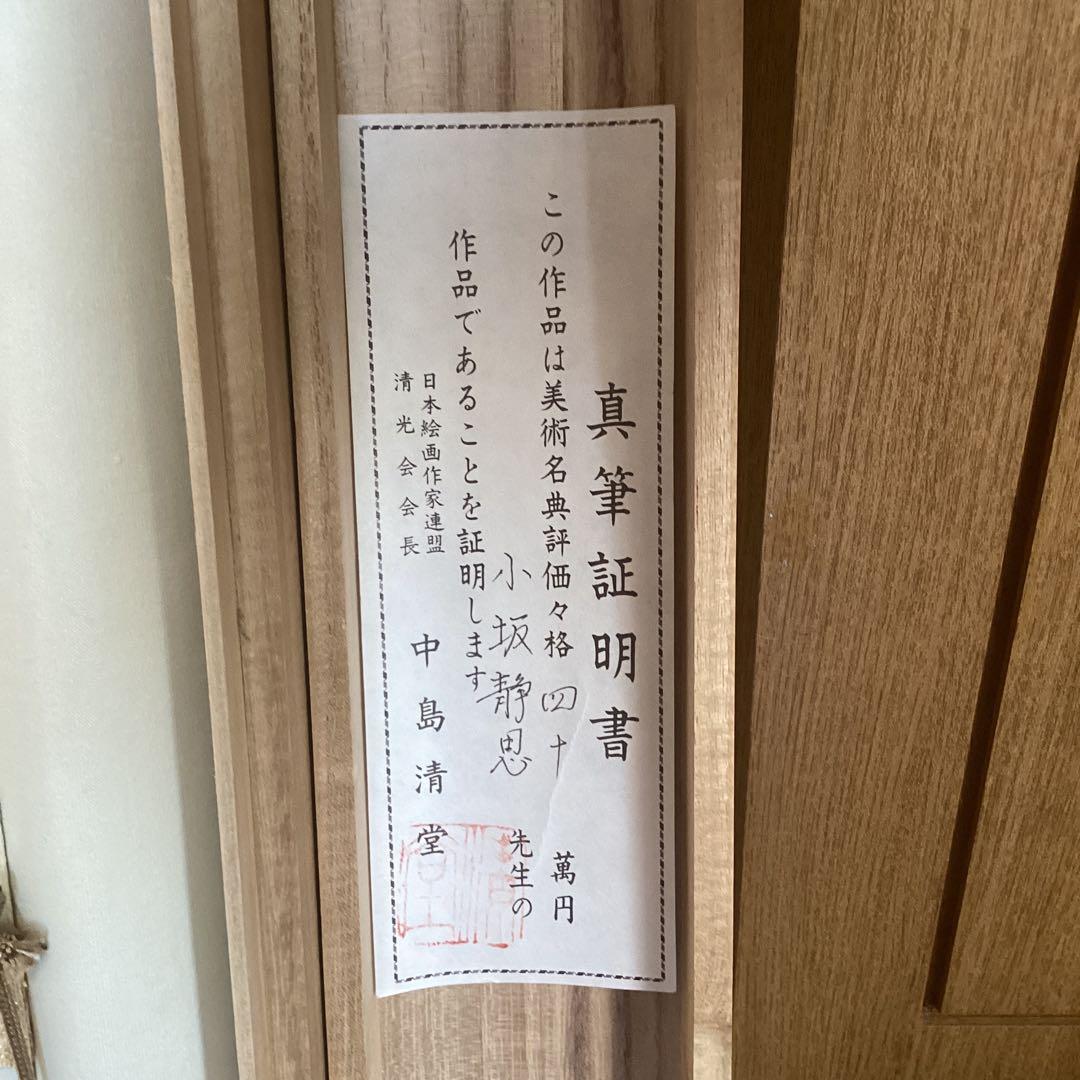 真筆証明書
この作品は美術名典評価々格四十萬円
小坂静思先生の
作品であることを証明します
日本絵画作家連盟
清光会会長
中島清堂